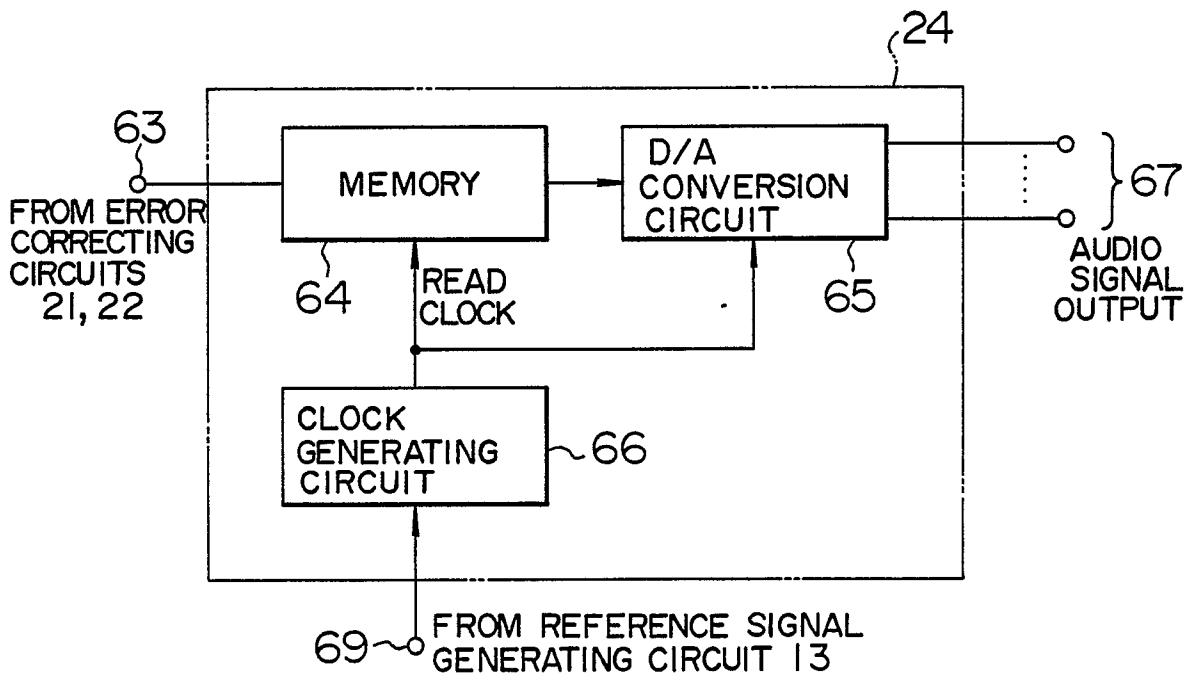 24
63
FROM ERROR
CORRECTING
CIRCUITS
21, 22
MEMORY
64
D/A
CONVERSION
CIRCUIT
65
67
AUDIO
SIGNAL
OUTPUT
READ
CLOCK
CLOCK
GENERATING
CIRCUIT
66
69
FROM REFERENCE SIGNAL
GENERATING CIRCUIT 13